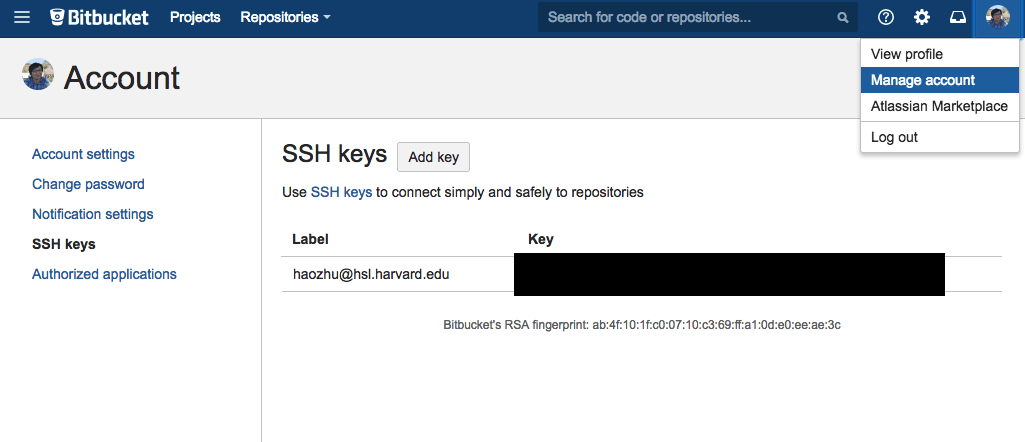 Bitbucket Projects Repositories Search for code or repositories...
View profile
Manage account
Atlassian Marketplace
Log out
Account
Account settings
Change password
Notification settings
SSH keys
Authorized applications
SSH keys Add key
Use SSH keys to connect simply and safely to repositories
Label Key
haozhu@hsl.harvard.edu
Bitbucket's RSA fingerprint: ab:4f:10:1f:c0:07:10:c3:69:ff:a1:0d:e0:ee:ae:3c